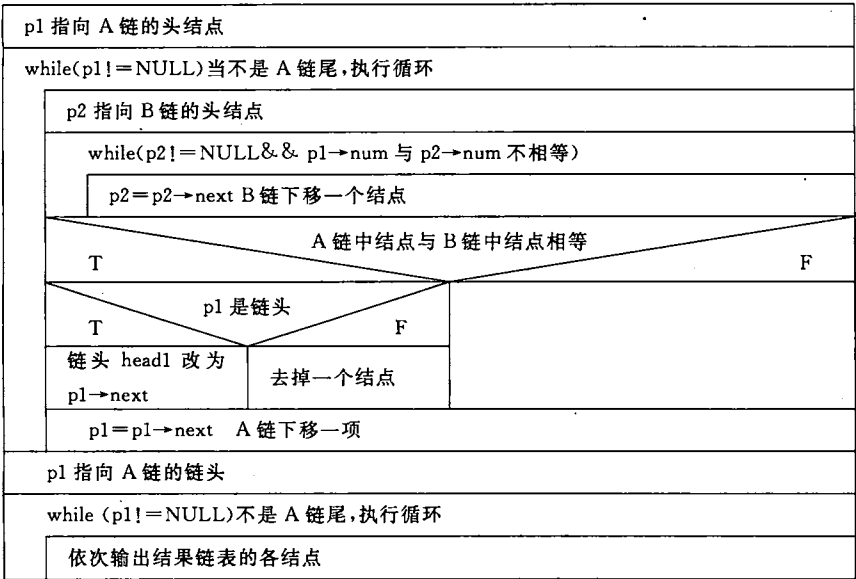 p1 指向 A 链的头结点
while(p1!=NULL)当不是 A 链尾,执行循环
p2 指向 B 链的头结点
while(p2!=NULL&& p1→num 与 p2→num 不相等)
p2=p2→next B 链下移一个结点
A 链中结点与 B 链中结点相等
T
F
p1 是链头
T
F
链头 head1 改为
p1→next
去掉一个结点
p1=p1→next A 链下移一项
p1 指向 A 链的链头
while (p1!=NULL)不是 A 链尾,执行循环
依次输出结果链表的各结点